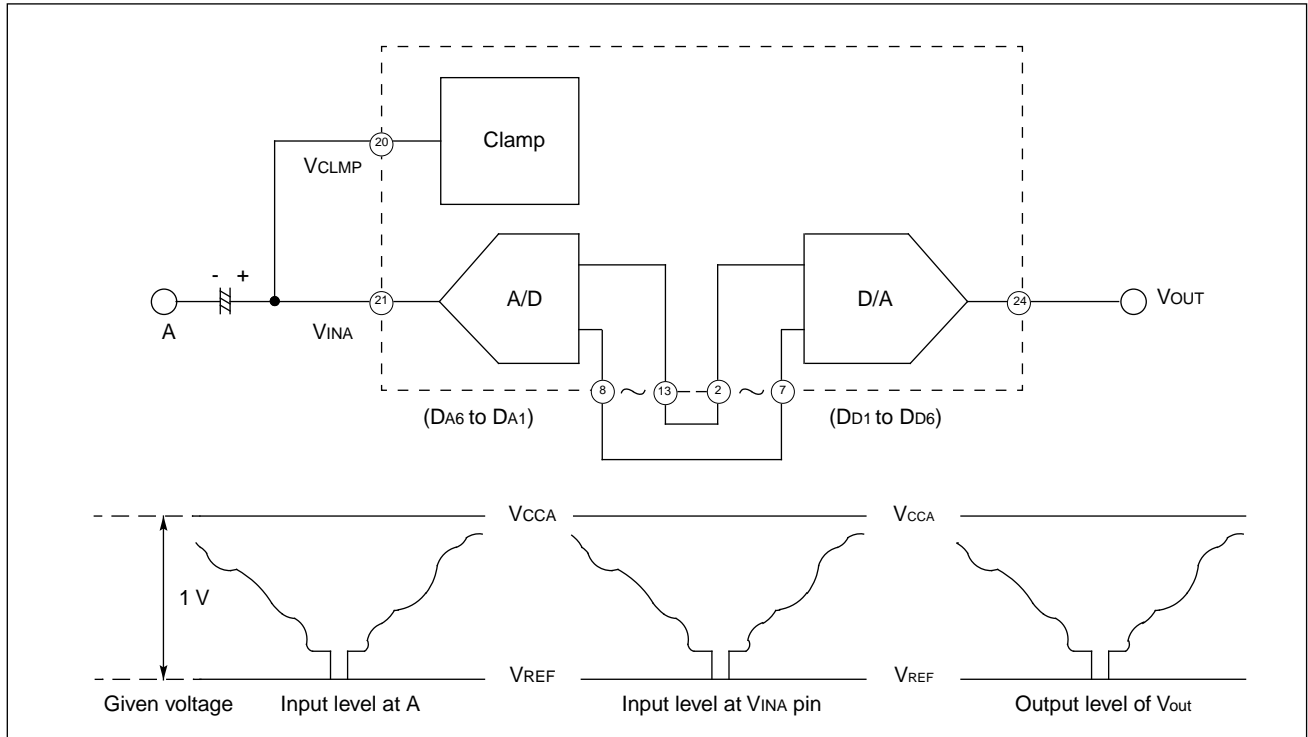 Clamp
20
VCLMP
- +
A/D
D/A
21
24
VOUT
A
VINA
8 ~ 13 2 ~ 7
(DA6 to DA1)
(DD1 to DD6)
VCCA
VCCA
1 V
VREF
VREF
Given voltage
Input level at A
Input level at VINA pin
Output level of Vout